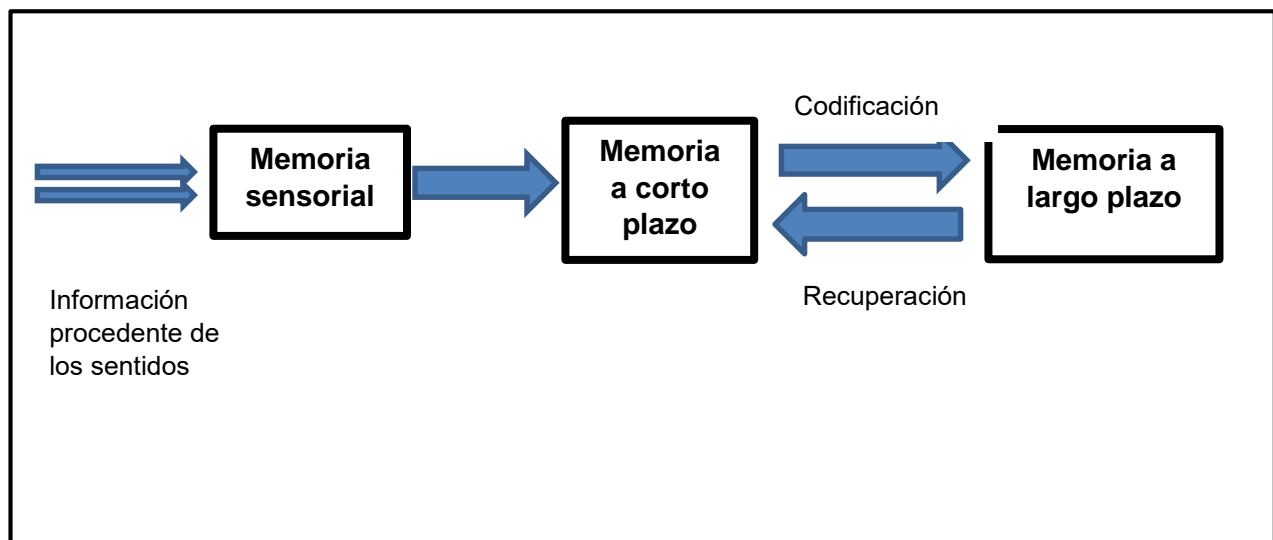 Codificación
Memoria
sensorial
Memoria
a corto
plazo
Memoria a
largo plazo
Recuperación
Información
procedente de
los sentidos